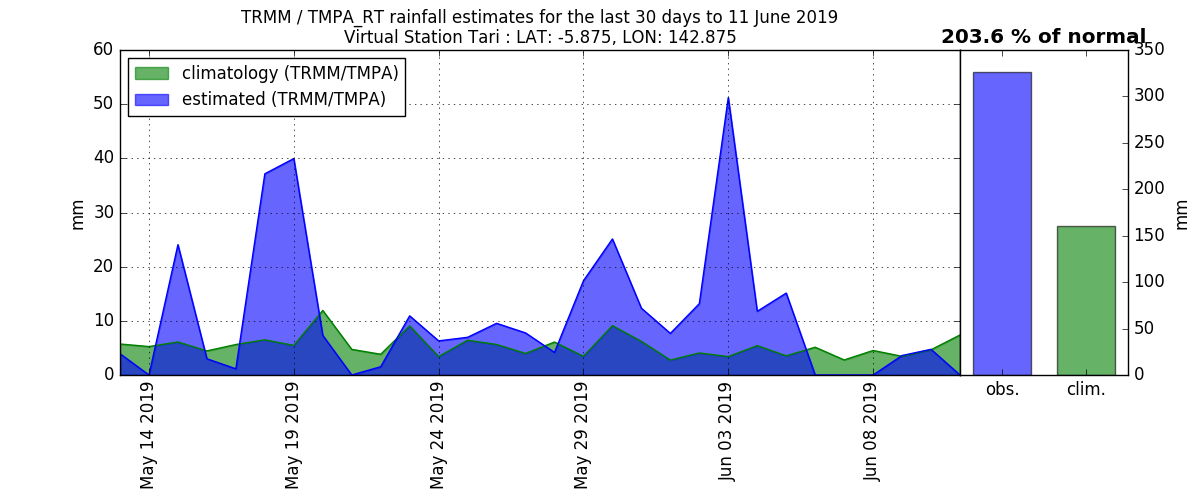 TRMM / TMPA_RT rainfall estimates for the last 30 days to 11 June 2019
Virtual Station Tari : LAT: -5.875, LON: 142.875
203.6 % of normal
climatology (TRMM/TMPA)
estimated (TRMM/TMPA)
60
50
40
30
20
10
0
mm
May 14 2019
May 19 2019
May 24 2019
May 29 2019
Jun 03 2019
Jun 08 2019
350
300
250
200
150
100
50
0
mm
obs.
clim.